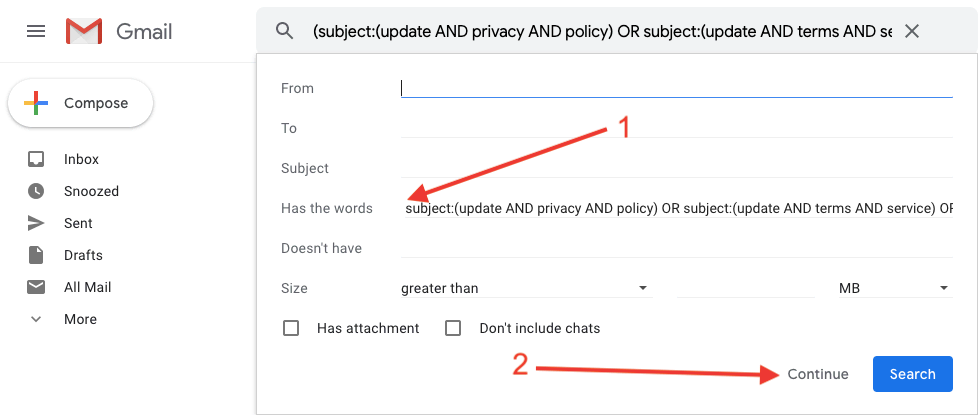 Gmail
(subject:(update AND privacy AND policy) OR subject:(update AND terms AND se
Compose
Inbox
Snoozed
Sent
Drafts
All Mail
More
From
To
1
Subject
Has the words subject:(update AND privacy AND policy) OR subject:(update AND terms AND service) OR
Doesn't have
Size greater than MB
Has attachment Don't include chats
2 Continue Search